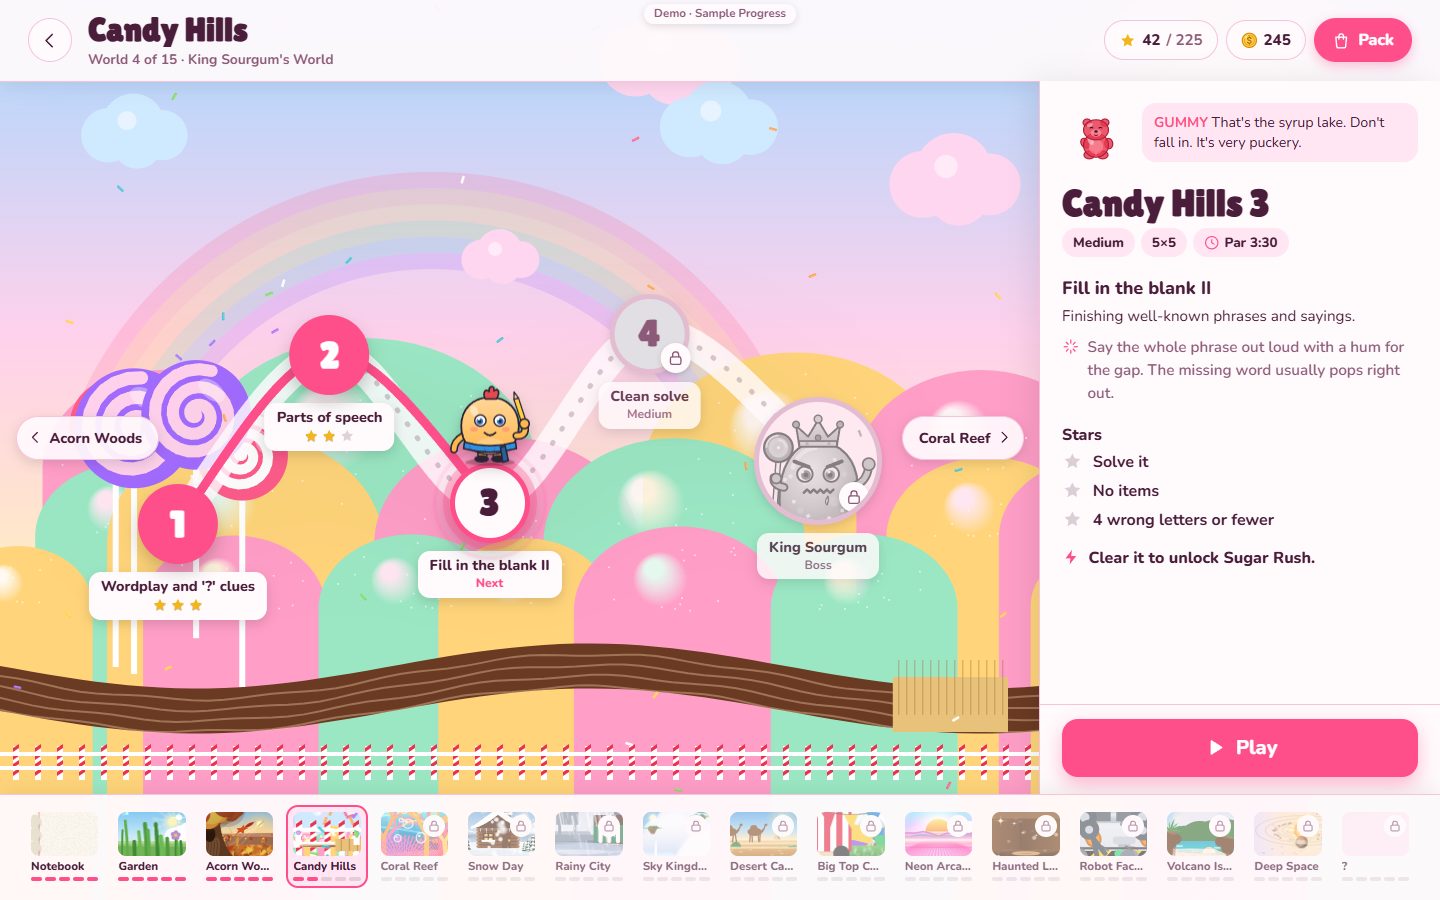 Demo · Sample Progress
Candy Hills
World 4 of 15 · King Sourgum's World
42 / 225
245
Pack
GUMMY That's the syrup lake. Don't
fall in. It's very puckery.
Candy Hills 3
Medium
5×5
Par 3:30
Fill in the blank II
Finishing well-known phrases and sayings.
Say the whole phrase out loud with a hum for
the gap. The missing word usually pops right
out.
Stars
Solve it
No items
4 wrong letters or fewer
Clear it to unlock Sugar Rush.
Play
4
Clean solve
Medium
2
Parts of speech
Acorn Woods
Coral Reef
1
Wordplay and '?' clues
3
Fill in the blank II
Next
King Sourgum
Boss
Notebook
Garden
Acorn Wo...
Candy Hills
Coral Reef
Snow Day
Rainy City
Sky Kingd...
Desert Ca...
Big Top C...
Neon Arca...
Haunted L...
Robot Fac...
Volcano Is...
Deep Space
?